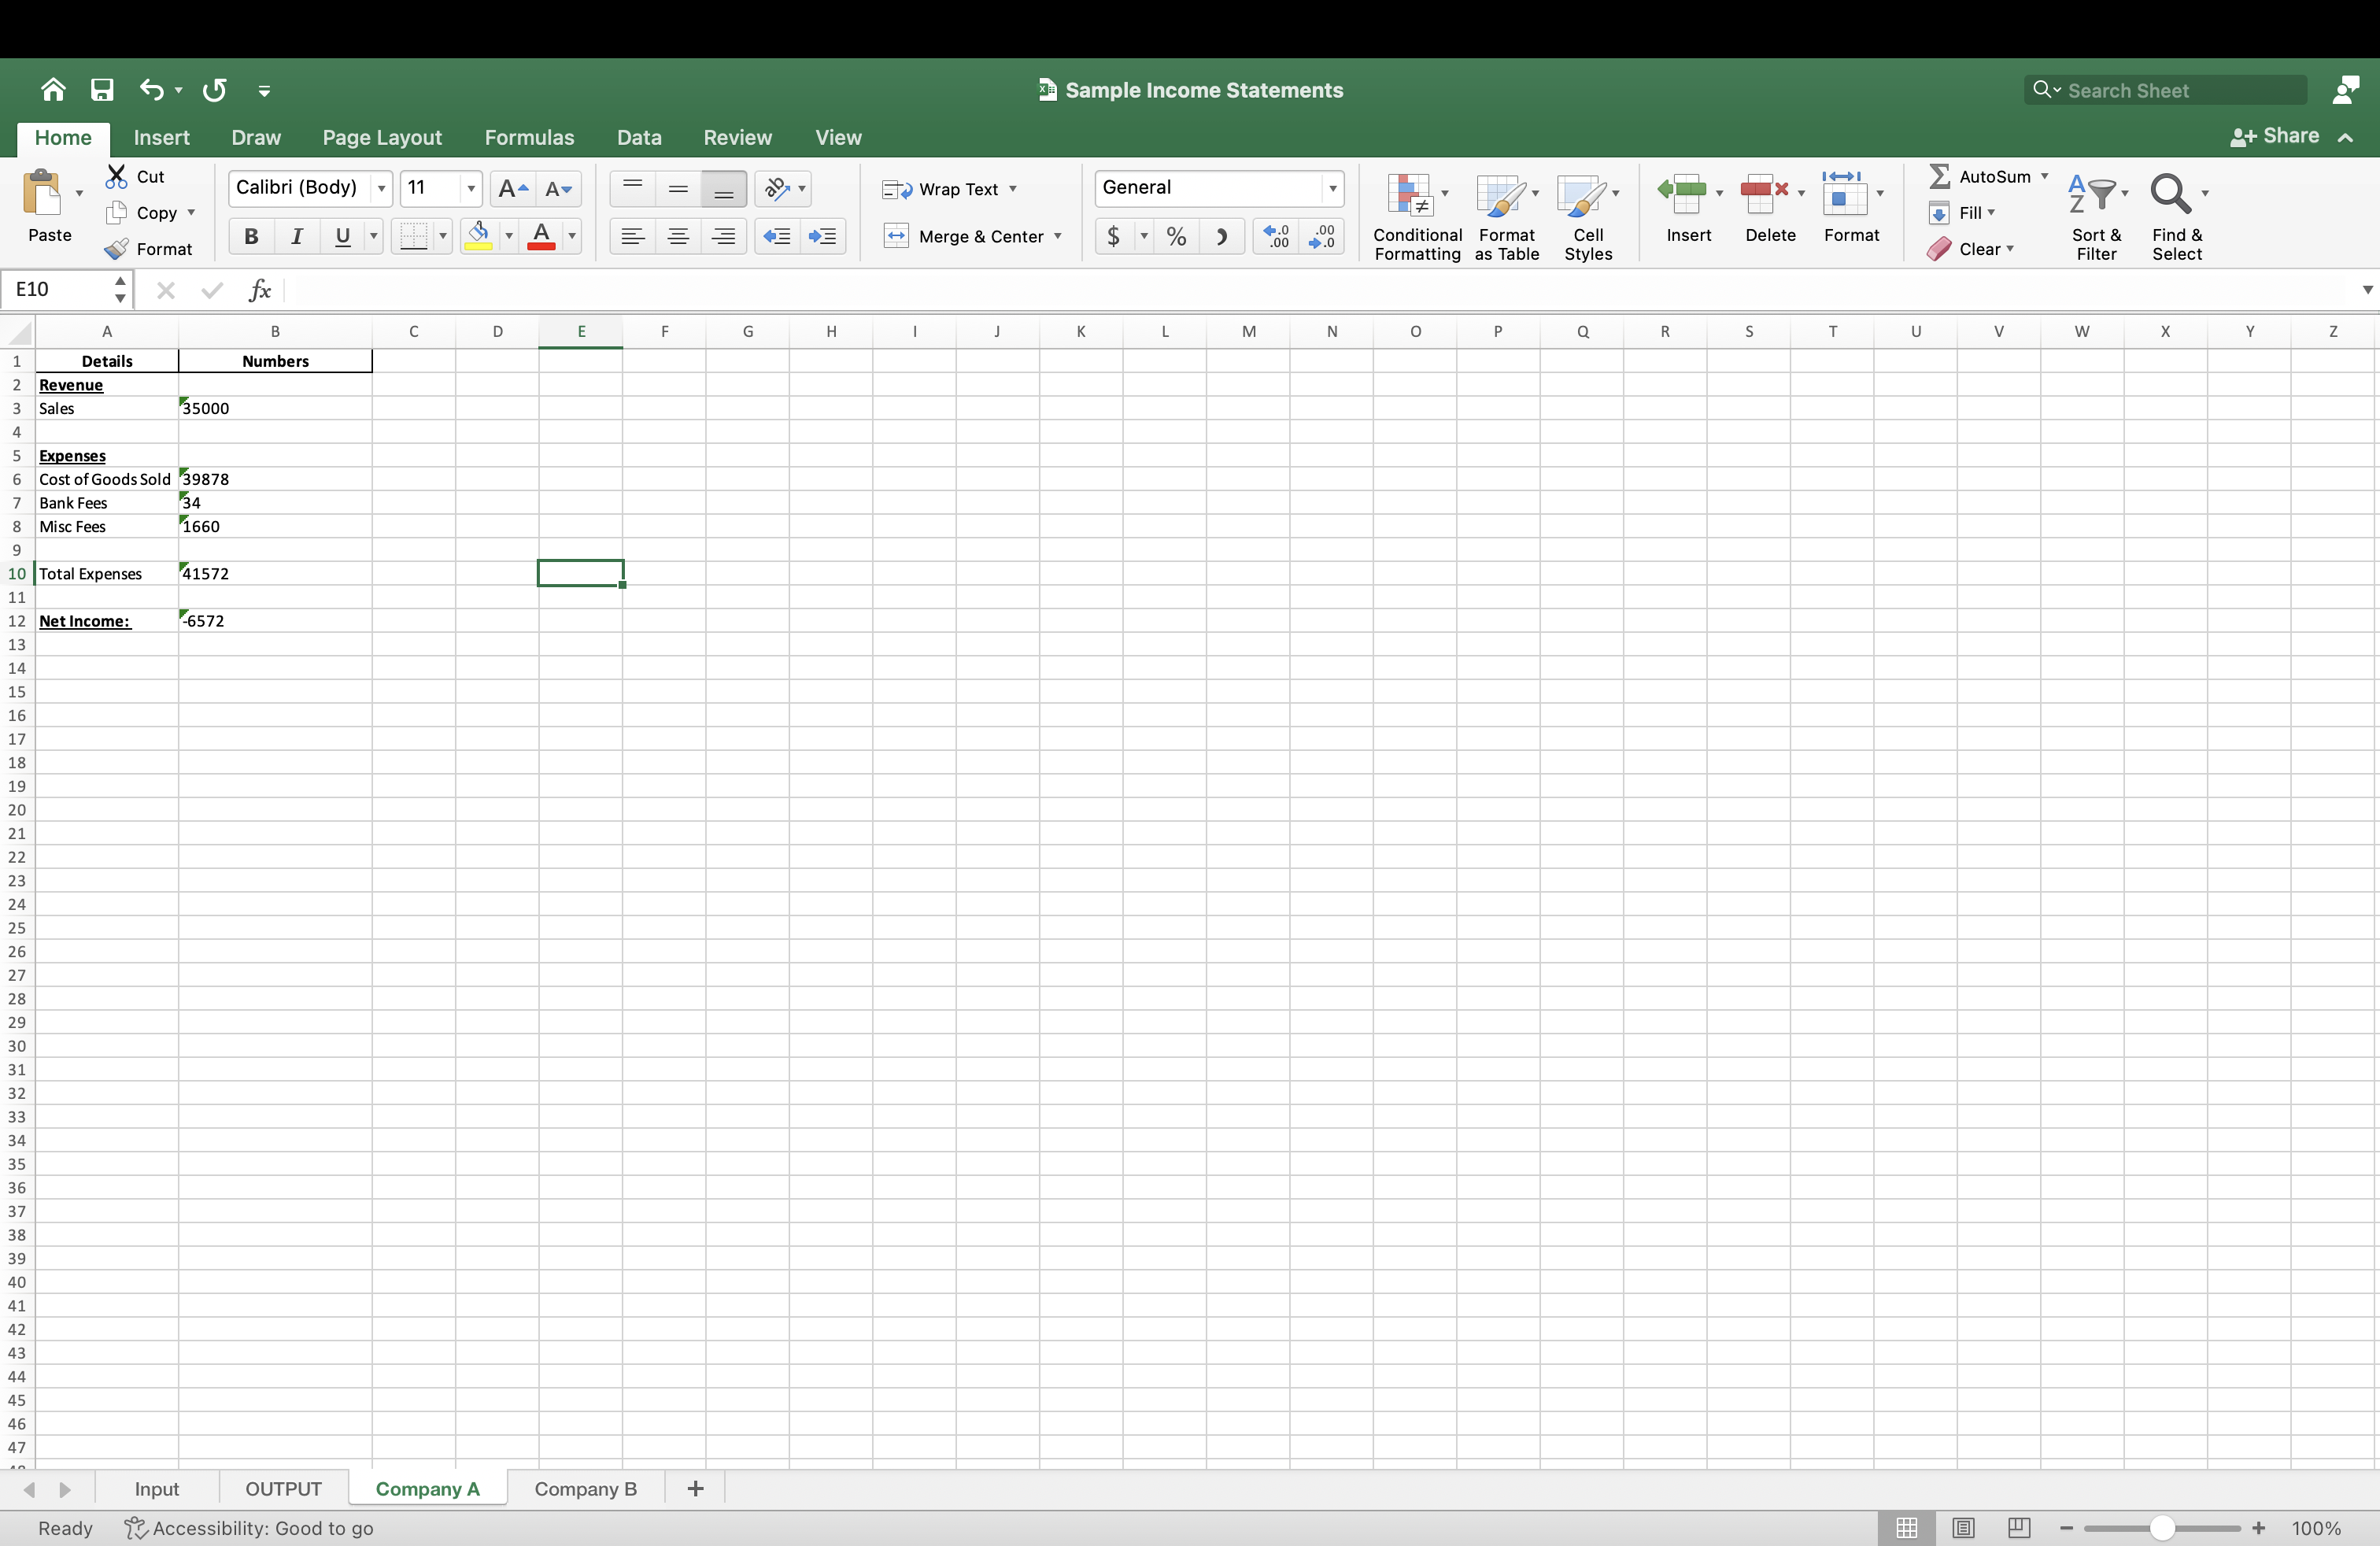 Sample Income Statements
Search Sheet
Home Insert Draw Page Layout Formulas Data Review View
Share
Paste
Cut
Copy
Format
Calibri (Body) 11 A A
B I U A
ab
Wrap Text
Merge & Center
General
$ % .0 .00 .00 .0
Conditional Formatting
Format as Table
Cell Styles
Insert
Delete
Format
AutoSum
Fill
Clear
Sort & Filter
Find & Select
E10 fx
A B C D E F G H I J K L M N O P Q R S T U V W X Y Z
1 Details Numbers
2 Revenue
3 Sales 35000
4
5 Expenses
6 Cost of Goods Sold 39878
7 Bank Fees 34
8 Misc Fees 1660
9
10 Total Expenses 41572
11
12 Net Income: -6572
13
14
15
16
17
18
19
20
21
22
23
24
25
26
27
28
29
30
31
32
33
34
35
36
37
38
39
40
41
42
43
44
45
46
47
Input OUTPUT Company A Company B +
Ready Accessibility: Good to go 100%